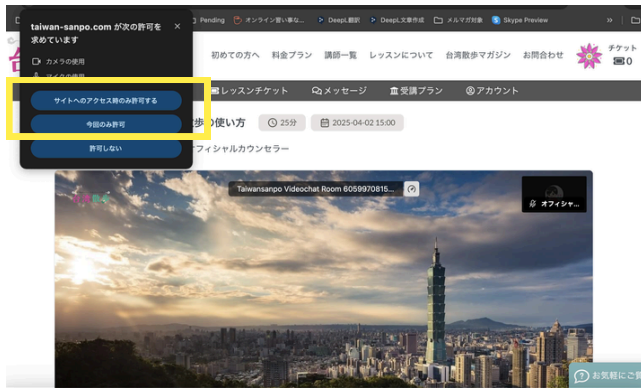 Pending オンライン習い事な... DeepL翻訳 DeepL文章作成 メルマガ対象 Skype Preview »
taiwan-sanpo.com が次の許可を
求めています
×
カメラの使用
マイクの使用
サイトへのアクセス時のみ許可する
今回のみ許可
許可しない
初めての方へ 料金プラン 講師一覧 レッスンについて 台湾散歩マガジン お問合わせ
チケット
0
レッスンチケット メッセージ 受講プラン アカウント
歩の使い方 25分 2025-04-02 15:00
フィシャルカウンセラー
Taiwansanpo Videochat Room 6059970815...
オフィシャ...
お気軽にご